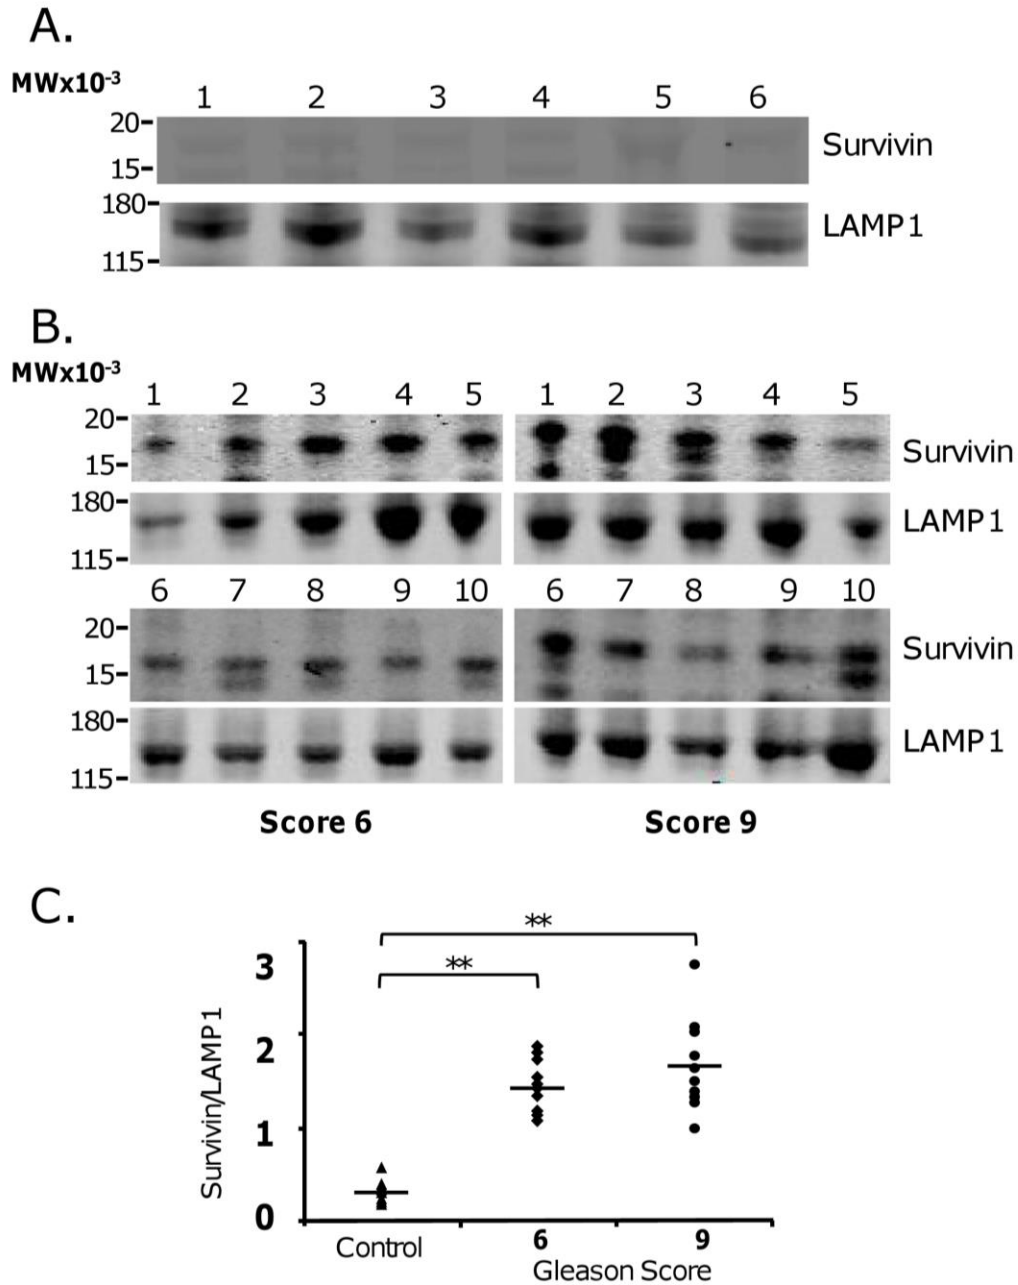 A.
MWx10-3
1 2 3 4 5 6
20
Survivin
15
180
LAMP1
115
B.
MWx10-3
1 2 3 4 5 1 2 3 4 5
20
Survivin
15
180
LAMP1
115
6 7 8 9 10 6 7 8 9 10
20
Survivin
15
180
LAMP1
115
Score 6 Score 9
C.
**
**
3
2
1
0
Survivin/LAMP1
Control 6 9
Gleason Score